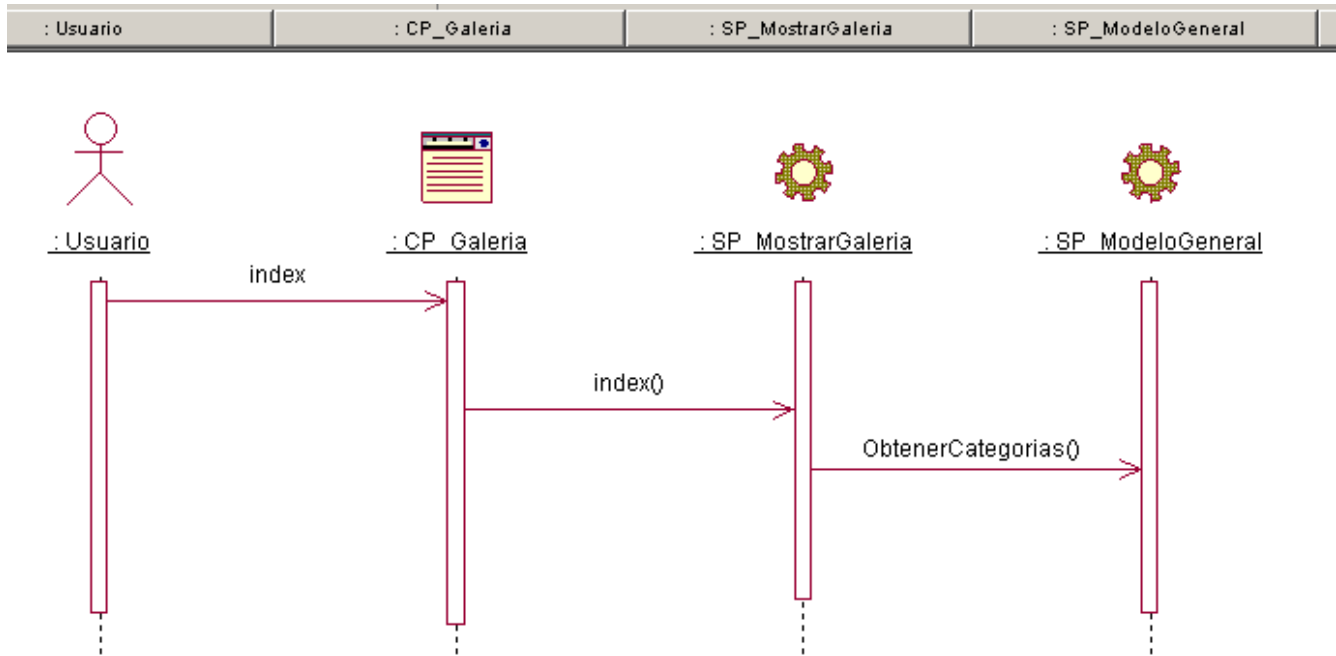 : Usuario
: CP_Galeria
: SP_MostrarGaleria
: SP_ModeloGeneral
: Usuario
: CP_Galeria
: SP_MostrarGaleria
: SP_ModeloGeneral
index
index()
ObtenerCategorias()